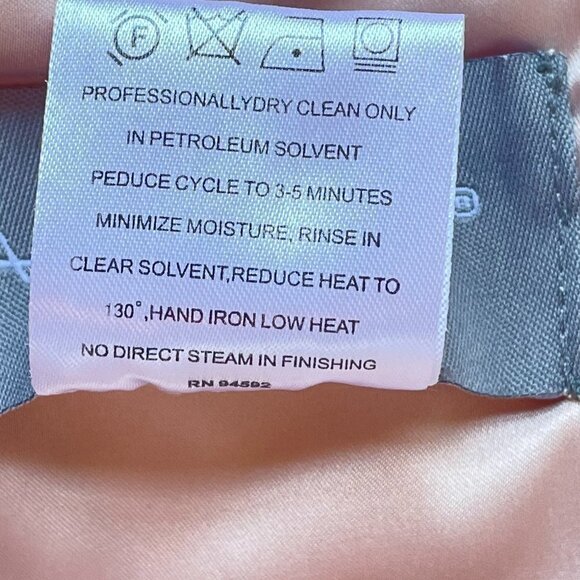 F
PROFESSIONALLYDRY CLEAN ONLY
IN PETROLEUM SOLVENT
PEDUCE CYCLE TO 3-5 MINUTES
MINIMIZE MOISTURE, RINSE IN
CLEAR SOLVENT,REDUCE HEAT TO
130°,HAND IRON LOW HEAT
NO DIRECT STEAM IN FINISHING
RN 94592
®